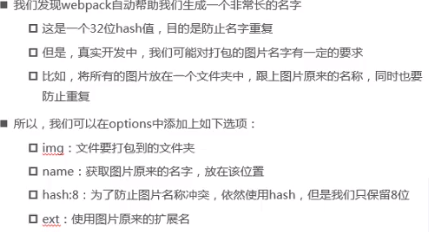 我们发现webpack自动帮助我们生成一个非常长的名字
这是一个32位hash值，目的是防止名字重复
但是，真实开发中，我们可能对打包的图片名字有一定的要求
比如，将所有的图片放在一个文件夹中，跟上图片原来的名称，同时也要
防止重复
所以，我们可以在options中添加上如下选项：
img：文件要打包到的文件夹
name：获取图片原来的名字，放在该位置
hash:8：为了防止图片名称冲突，依然使用hash，但是我们只保留8位
ext：使用图片原来的扩展名